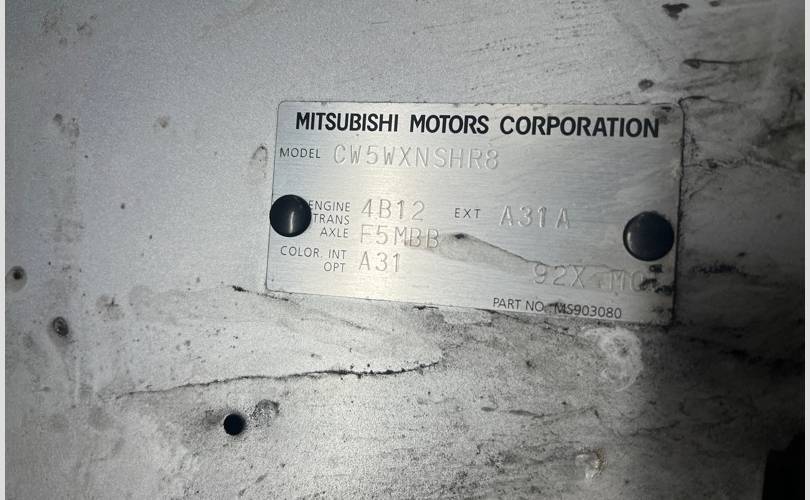 MITSUBISHI MOTORS CORPORATION
MODEL CW5WXNSHR8
ENGINE 4B12 EXT A31A
TRANS
AXLE F5MBB
COLOR. INT A31
OPT 92X
PART NO. MS903080